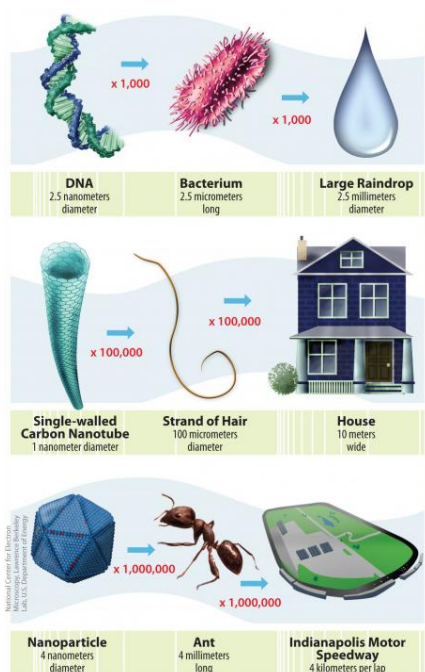 x 1,000
x 1,000
DNA
2.5 nanometers
diameter
Bacterium
2.5 micrometers
long
Large Raindrop
2.5 millimeters
diameter
x 100,000
x 100,000
Single-walled
Carbon Nanotube
1 nanometer diameter
Strand of Hair
100 micrometers
diameter
House
10 meters
wide
National Center for Electron
Microscopy, Lawrence Berkeley
Lab, U.S. Department of Energy
x 1,000,000
x 1,000,000
Nanoparticle
4 nanometers
diameter
Ant
4 millimeters
long
Indianapolis Motor
Speedway
4 kilometers per lap